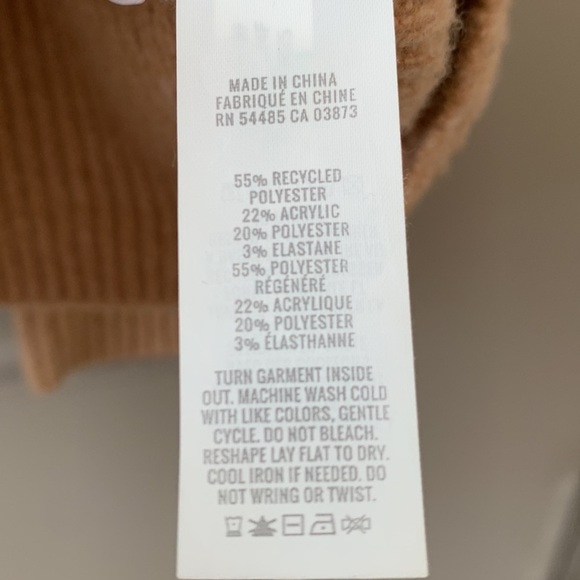 MADE IN CHINA
FABRIQUÉ EN CHINE
RN 54485 CA 03873
55% RECYCLED
POLYESTER
22% ACRYLIC
20% POLYESTER
3% ELASTANE
55% POLYESTER
RÉGÉNÉRÉ
22% ACRYLIQUE
20% POLYESTER
3% ÉLASTHANNE
TURN GARMENT INSIDE
OUT. MACHINE WASH COLD
WITH LIKE COLORS, GENTLE
CYCLE. DO NOT BLEACH.
RESHAPE LAY FLAT TO DRY.
COOL IRON IF NEEDED. DO
NOT WRING OR TWIST.